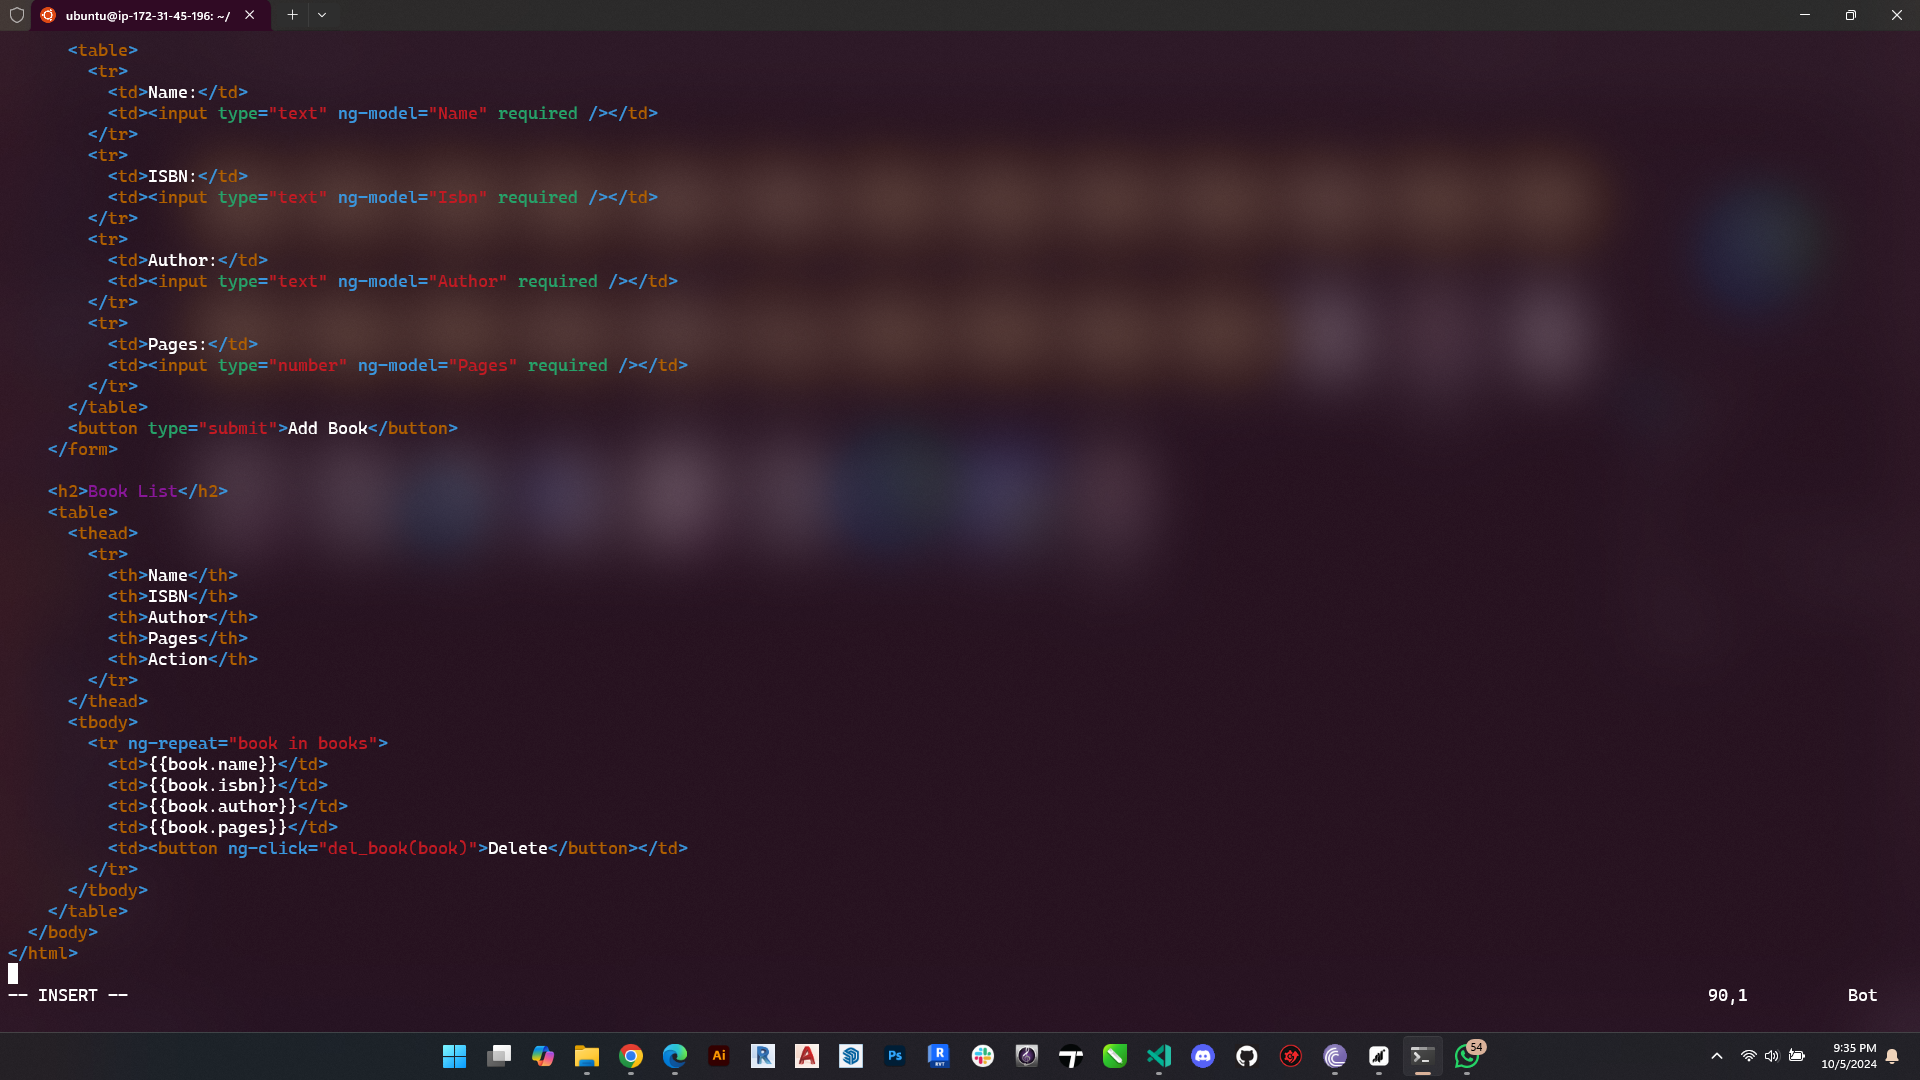 ubuntu@ip-172-31-45-196: ~/
<table>
<tr>
<td>Name:</td>
<td><input type="text" ng-model="Name" required /></td>
</tr>
<tr>
<td>ISBN:</td>
<td><input type="text" ng-model="Isbn" required /></td>
</tr>
<tr>
<td>Author:</td>
<td><input type="text" ng-model="Author" required /></td>
</tr>
<tr>
<td>Pages:</td>
<td><input type="number" ng-model="Pages" required /></td>
</tr>
</table>
<button type="submit">Add Book</button>
</form>
<h2>Book List</h2>
<table>
<thead>
<tr>
<th>Name</th>
<th>ISBN</th>
<th>Author</th>
<th>Pages</th>
<th>Action</th>
</tr>
</thead>
<tbody>
<tr ng-repeat="book in books">
<td>{{book.name}}</td>
<td>{{book.isbn}}</td>
<td>{{book.author}}</td>
<td>{{book.pages}}</td>
<td><button ng-click="del_book(book)">Delete</button></td>
</tr>
</tbody>
</table>
</body>
</html>
-- INSERT -- 90,1 Bot
Ai R A Ps R RVT 54
9:35 PM
10/5/2024